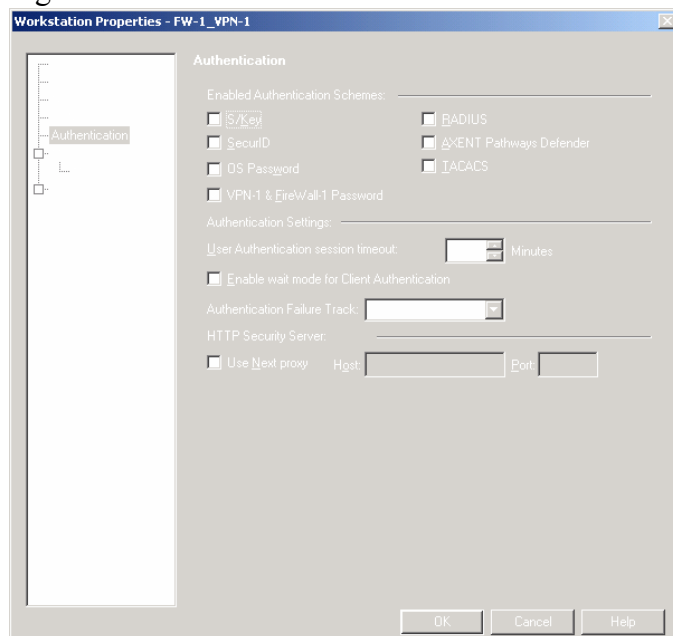 Workstation Properties - FW-1_VPN-1
Authentication
Authentication
Enabled Authentication Schemes:
S/Key
RADIUS
SecurID
AXENT Pathways Defender
OS Password
TACACS
VPN-1 & FireWall-1 Password
Authentication Settings:
User Authentication session timeout:
Minutes
Enable wait mode for Client Authentication
Authentication Failure Track:
HTTP Security Server:
Use Next proxy
Host:
Port:
OK
Cancel
Help